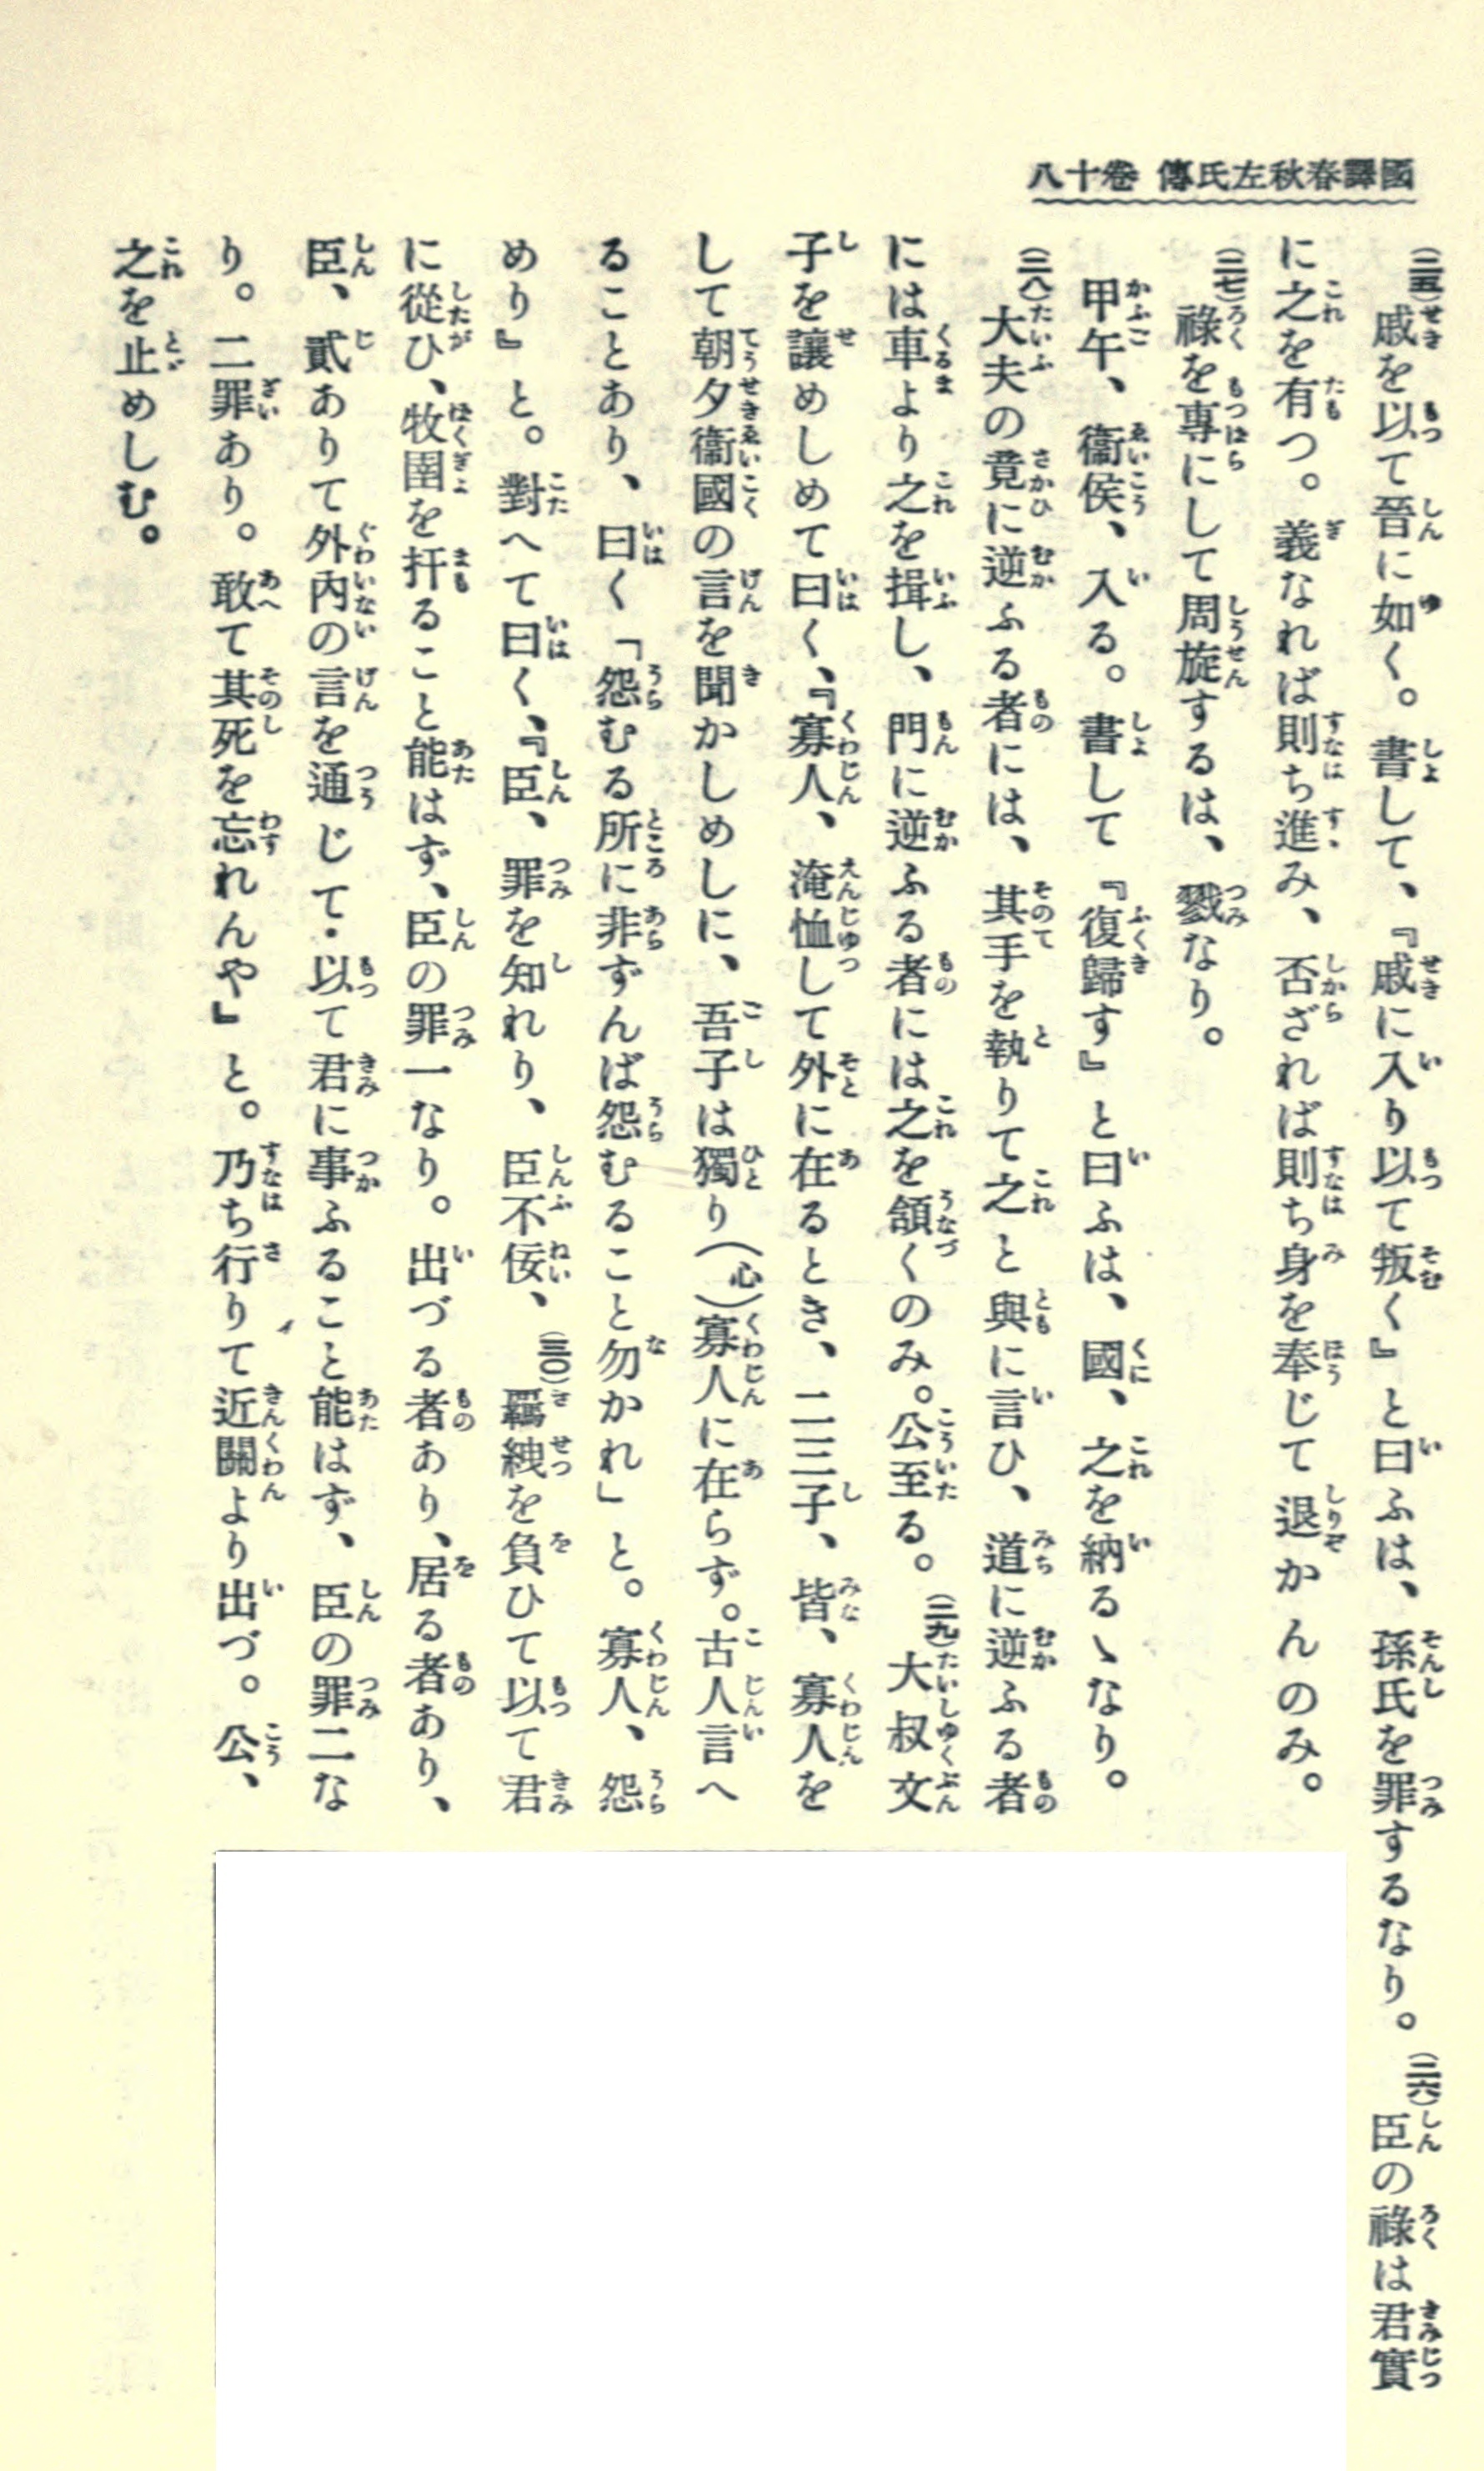 國譯春秋左氏傳 卷十八
(二五)戚を以て晉に如く。書して、『戚に入り以て叛く』と曰ふは、孫氏を罪するなり。(二六)臣の祿は君實
に之を有つ。義なれば則ち進み、否ざれば則ち身を奉じて退かんのみ。
(二七)祿を專にして周旋するは、戮なり。
甲午、衞侯、入る。書して『復歸す』と曰ふは、國、之を納るゝなり。
(二八)大夫の竟に逆ふる者には、其手を執りて之と與に言ひ、道に逆ふる者
には車より之を揖し、門に逆ふる者には之を頷くのみ。公至る。(二九)大叔文
子を讓めしめて曰く、『寡人、淹恤して外に在るとき、二三子、皆、寡人を
して朝夕衞國の言を聞かしめしに、吾子は獨り(心)寡人に在らず。古人言へ
ることあり、曰く「怨むる所に非ずんば怨むること勿かれ」と。寡人、怨
めり』と。對へて曰く、『臣、罪を知れり、臣不佞、(三〇)羈絏を負ひて以て君
に從ひ、牧圉を扞ること能はず、臣の罪一なり。出づる者あり、居る者あり、
臣、貳ありて外內の言を通じて・以て君に事ふること能はず、臣の罪二な
り。二罪あり。敢て其死を忘れんや』と。乃ち行りて近關より出づ。公、
之を止めしむ。